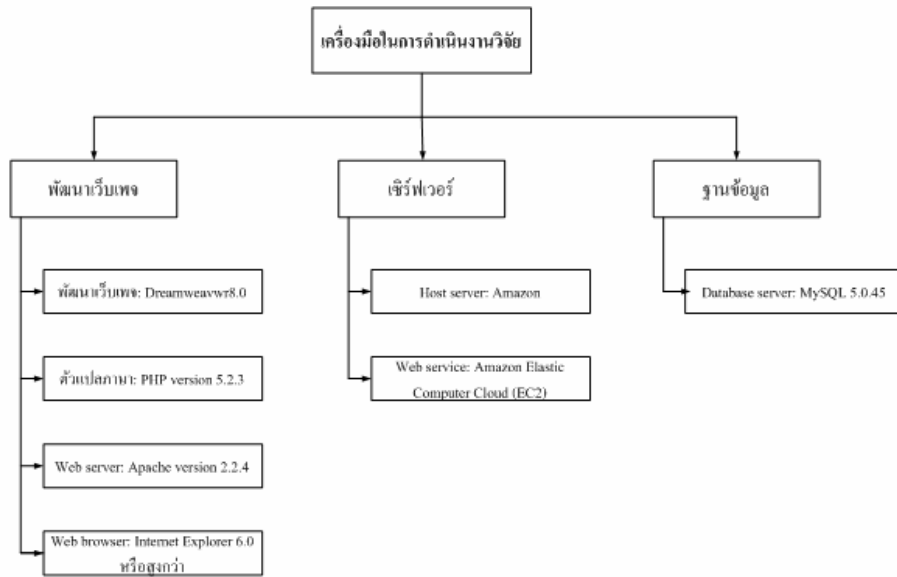 เครื่องมือในการดำเนินงานวิจัย
พัฒนาเว็บเพจ
เซิร์ฟเวอร์
ฐานข้อมูล
พัฒนาเว็บเพจ: Dreamweavwr8.0
ตัวแปลภาษา: PHP version 5.2.3
Web server: Apache version 2.2.4
Web browser: Internet Explorer 6.0
หรือสูงกว่า
Host server: Amazon
Web service: Amazon Elastic
Computer Cloud (EC2)
Database server: MySQL 5.0.45